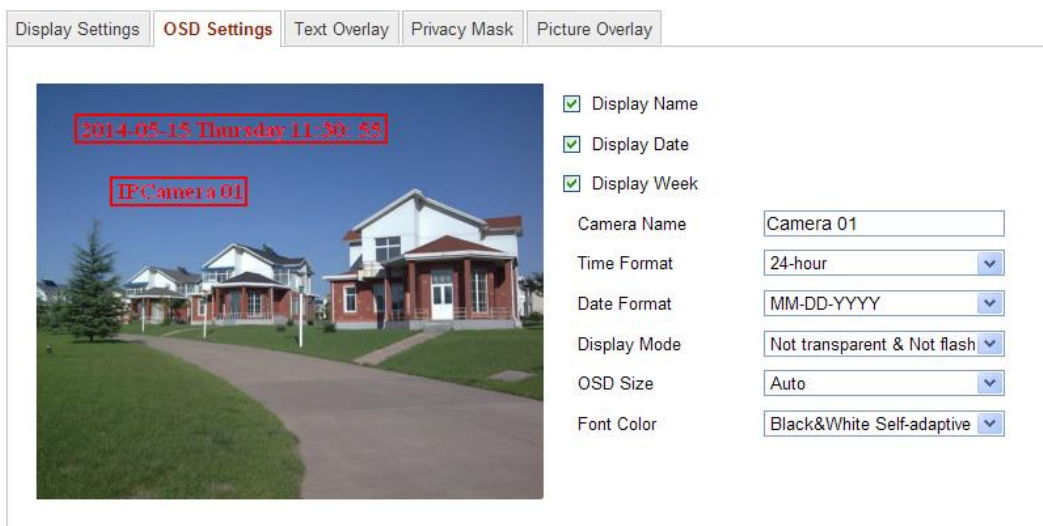 Display Settings OSD Settings Text Overlay Privacy Mask Picture Overlay
2014-05-15 Thursday 11:30:55
IPCamera 01
Display Name
Display Date
Display Week
Camera Name Camera 01
Time Format 24-hour
Date Format MM-DD-YYYY
Display Mode Not transparent & Not flash
OSD Size Auto
Font Color Black&White Self-adaptive